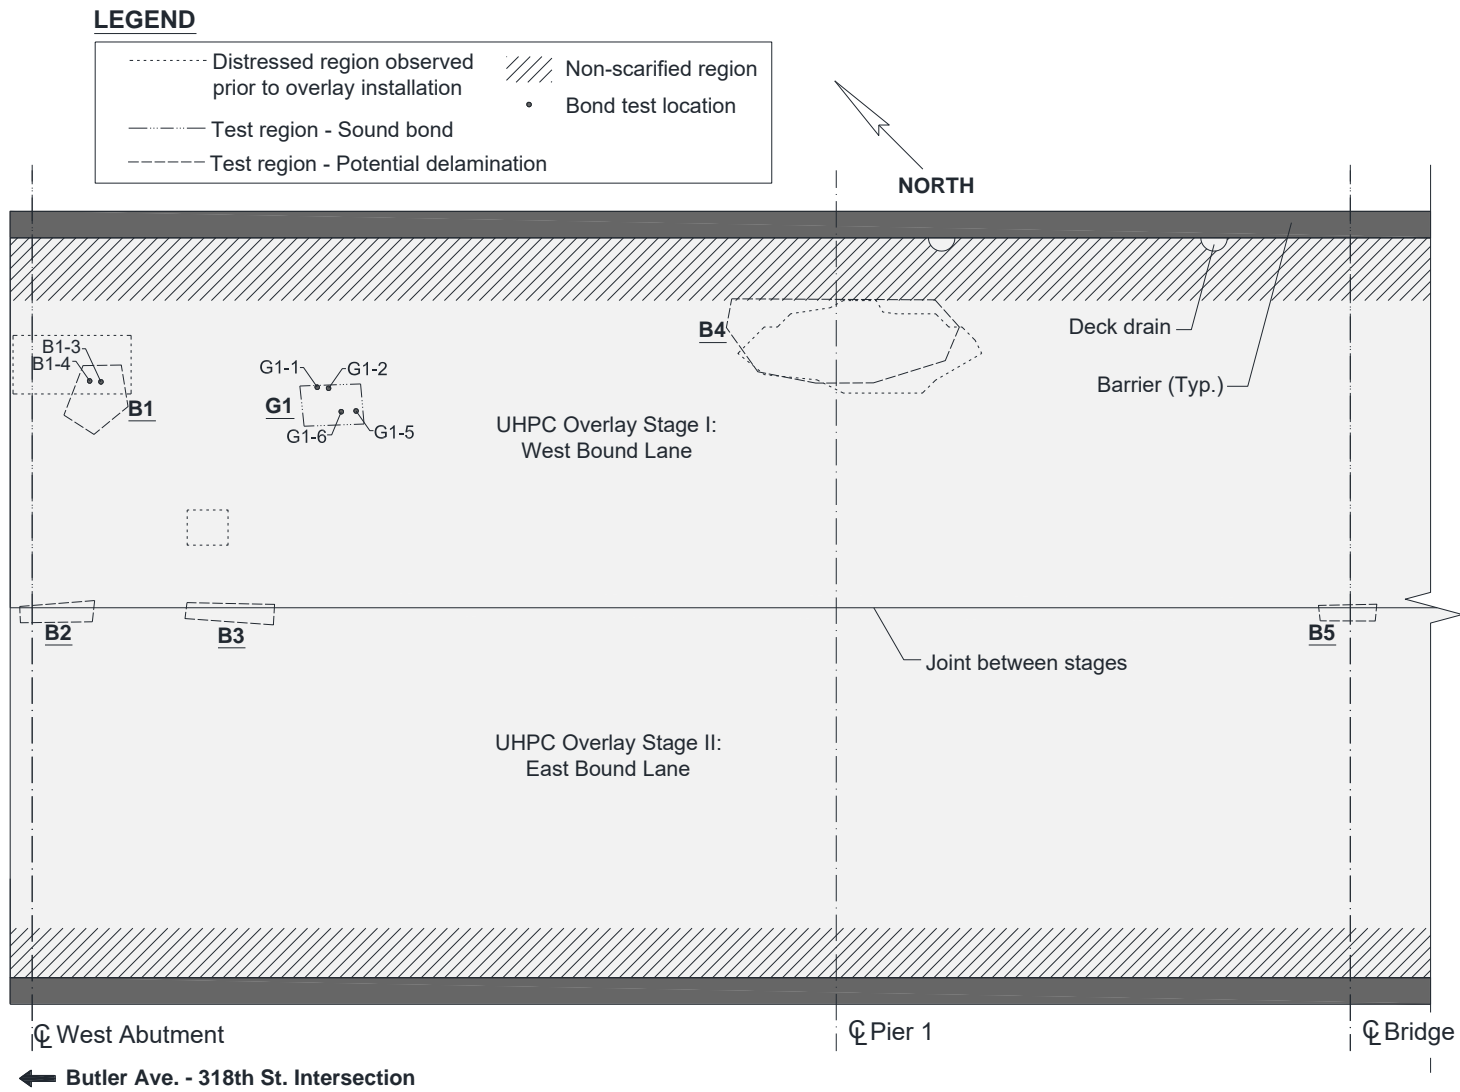 LEGEND
Distressed region observed
prior to overlay installation
Test region - Sound bond
Test region - Potential delamination
Non-scarified region
Bond test location
NORTH
B4
Deck drain
Barrier (Typ.)
B1-3
B1-4
B1
G1-1
G1-2
G1
G1-6
G1-5
UHPC Overlay Stage I:
West Bound Lane
B2
B3
B5
Joint between stages
UHPC Overlay Stage II:
East Bound Lane
℄ West Abutment
℄ Pier 1
℄ Bridge
Butler Ave. - 318th St. Intersection